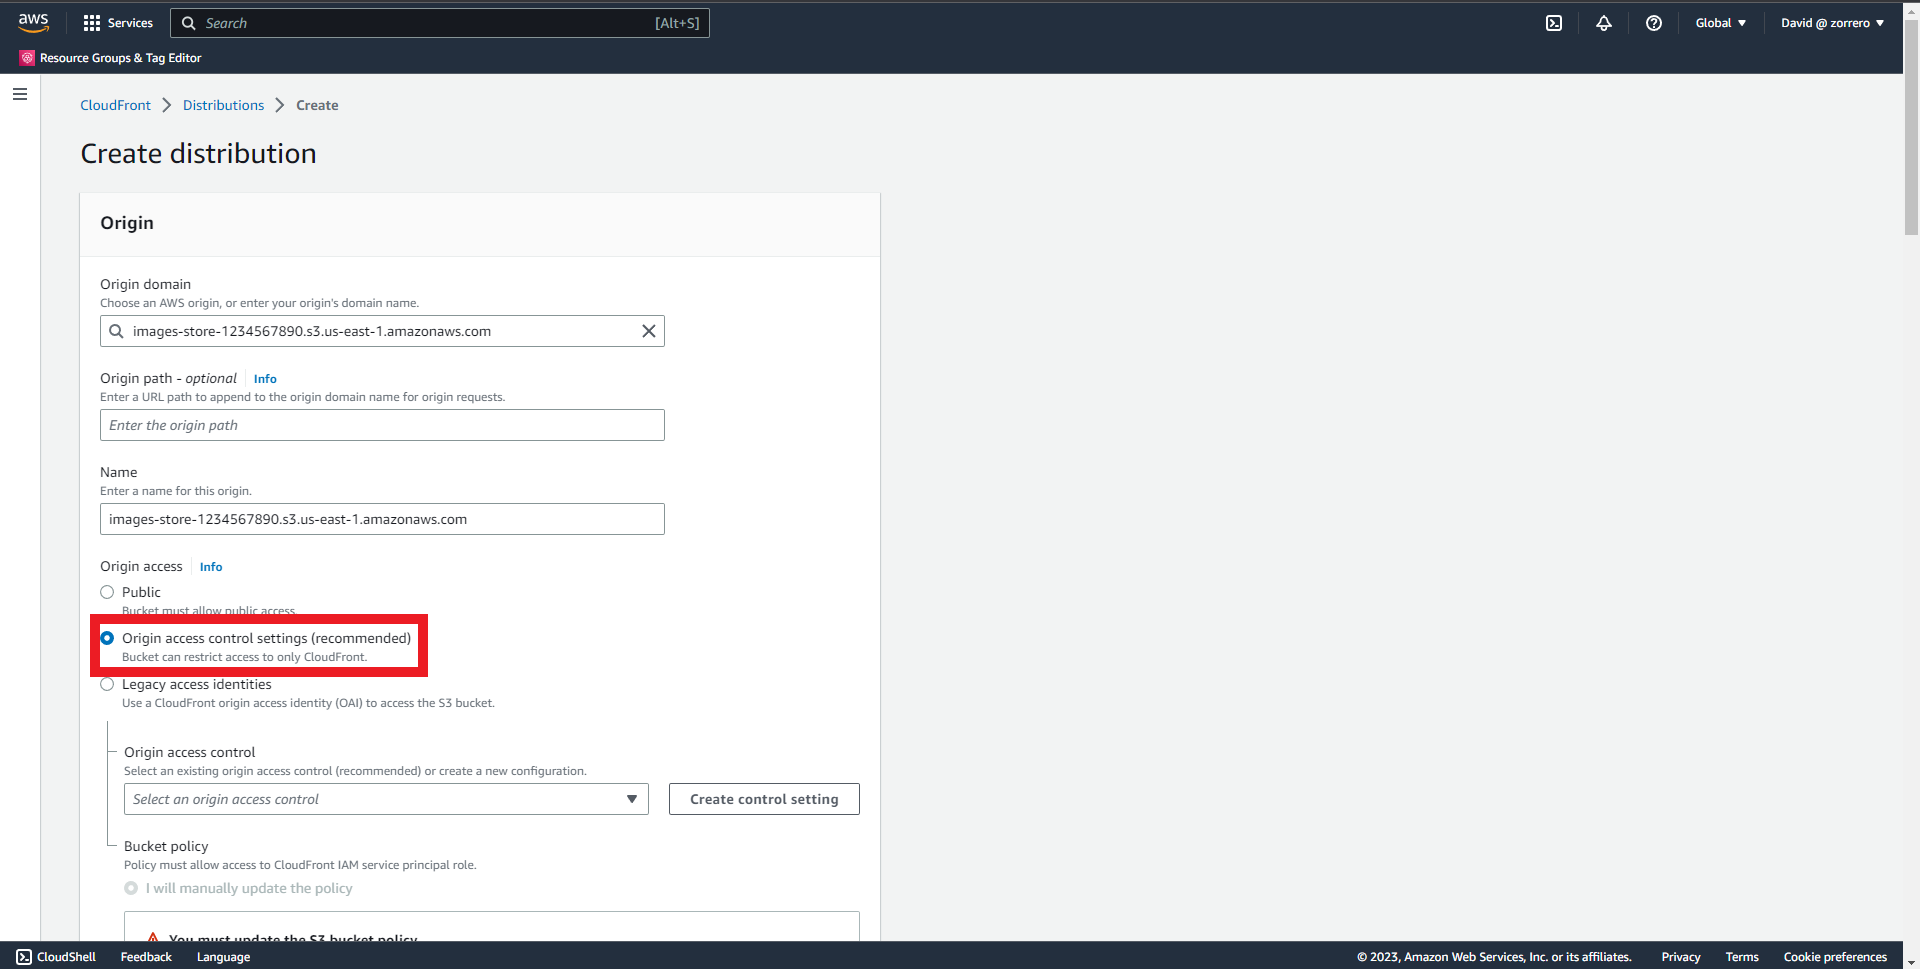 aws
Services
Search
[Alt+S]
Global
David @ zorrero
Resource Groups & Tag Editor
CloudFront
Distributions
Create
Create distribution
Origin
Origin domain
Choose an AWS origin, or enter your origin's domain name.
images-store-1234567890.s3.us-east-1.amazonaws.com
Origin path - optional
Info
Enter a URL path to append to the origin domain name for origin requests.
Enter the origin path
Name
Enter a name for this origin.
images-store-1234567890.s3.us-east-1.amazonaws.com
Origin access
Info
Public
Bucket must allow public access.
Origin access control settings (recommended)
Bucket can restrict access to only CloudFront.
Legacy access identities
Use a CloudFront origin access identity (OAI) to access the S3 bucket.
Origin access control
Select an existing origin access control (recommended) or create a new configuration.
Select an origin access control
Create control setting
Bucket policy
Policy must allow access to CloudFront IAM service principal role.
I will manually update the policy
You must update the S3 bucket policy
CloudShell
Feedback
Language
© 2023, Amazon Web Services, Inc. or its affiliates.
Privacy
Terms
Cookie preferences